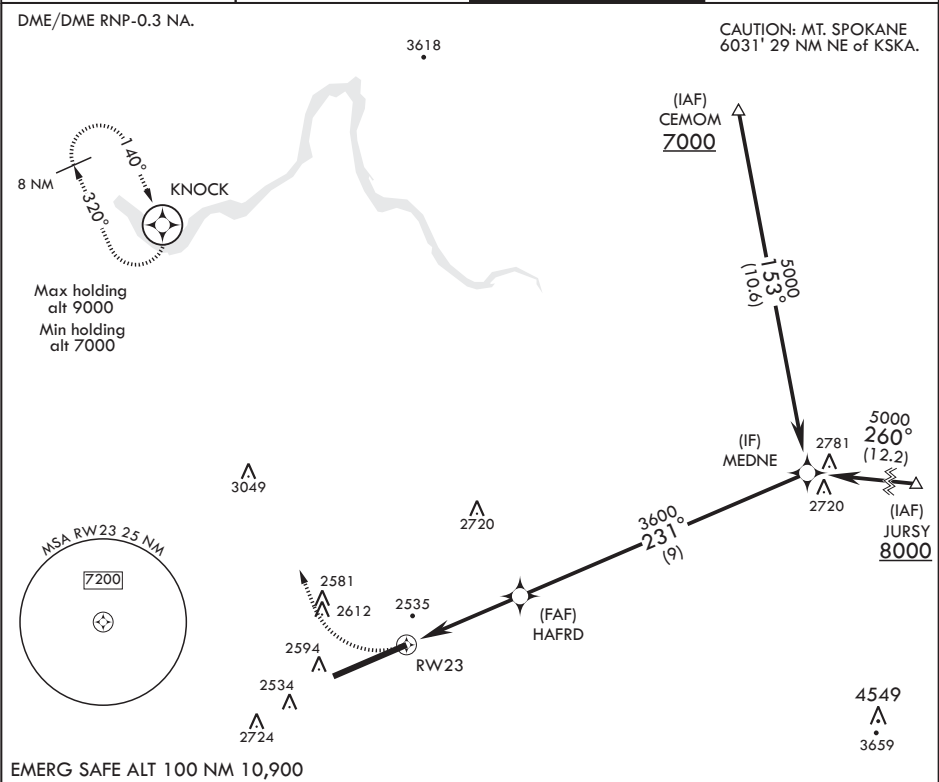 DME/DME RNP-0.3 NA.
CAUTION: MT. SPOKANE
6031' 29 NM NE of KSKA.
3618
(IAF)
CEMOM
7000
140°
8 NM
KNOCK
320°
Max holding
alt 9000
Min holding
alt 7000
5000
153°
(10.6)
5000
260°
(12.2)
(IF)
MEDNE
2781
2720
(IAF)
JURSY
8000
3049
2720
3600
231°
(9)
MSA RW23 25 NM
7200
2581
2612
2535
(FAF)
HAFRD
RW23
2594
2534
2724
4549
3659
EMERG SAFE ALT 100 NM 10,900